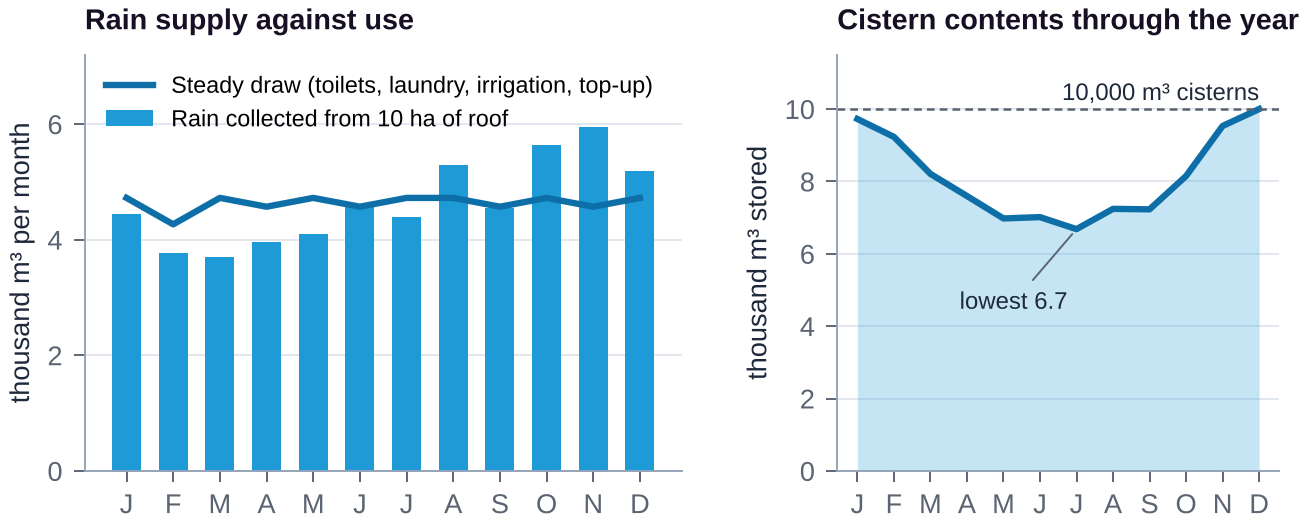 Rain supply against use
Steady draw (toilets, laundry, irrigation, top-up)
Rain collected from 10 ha of roof
thousand m³ per month
6
4
2
0
J F M A M J J A S O N D
Cistern contents through the year
10,000 m³ cisterns
thousand m³ stored
10
8
6
4
2
0
lowest 6.7
J F M A M J J A S O N D